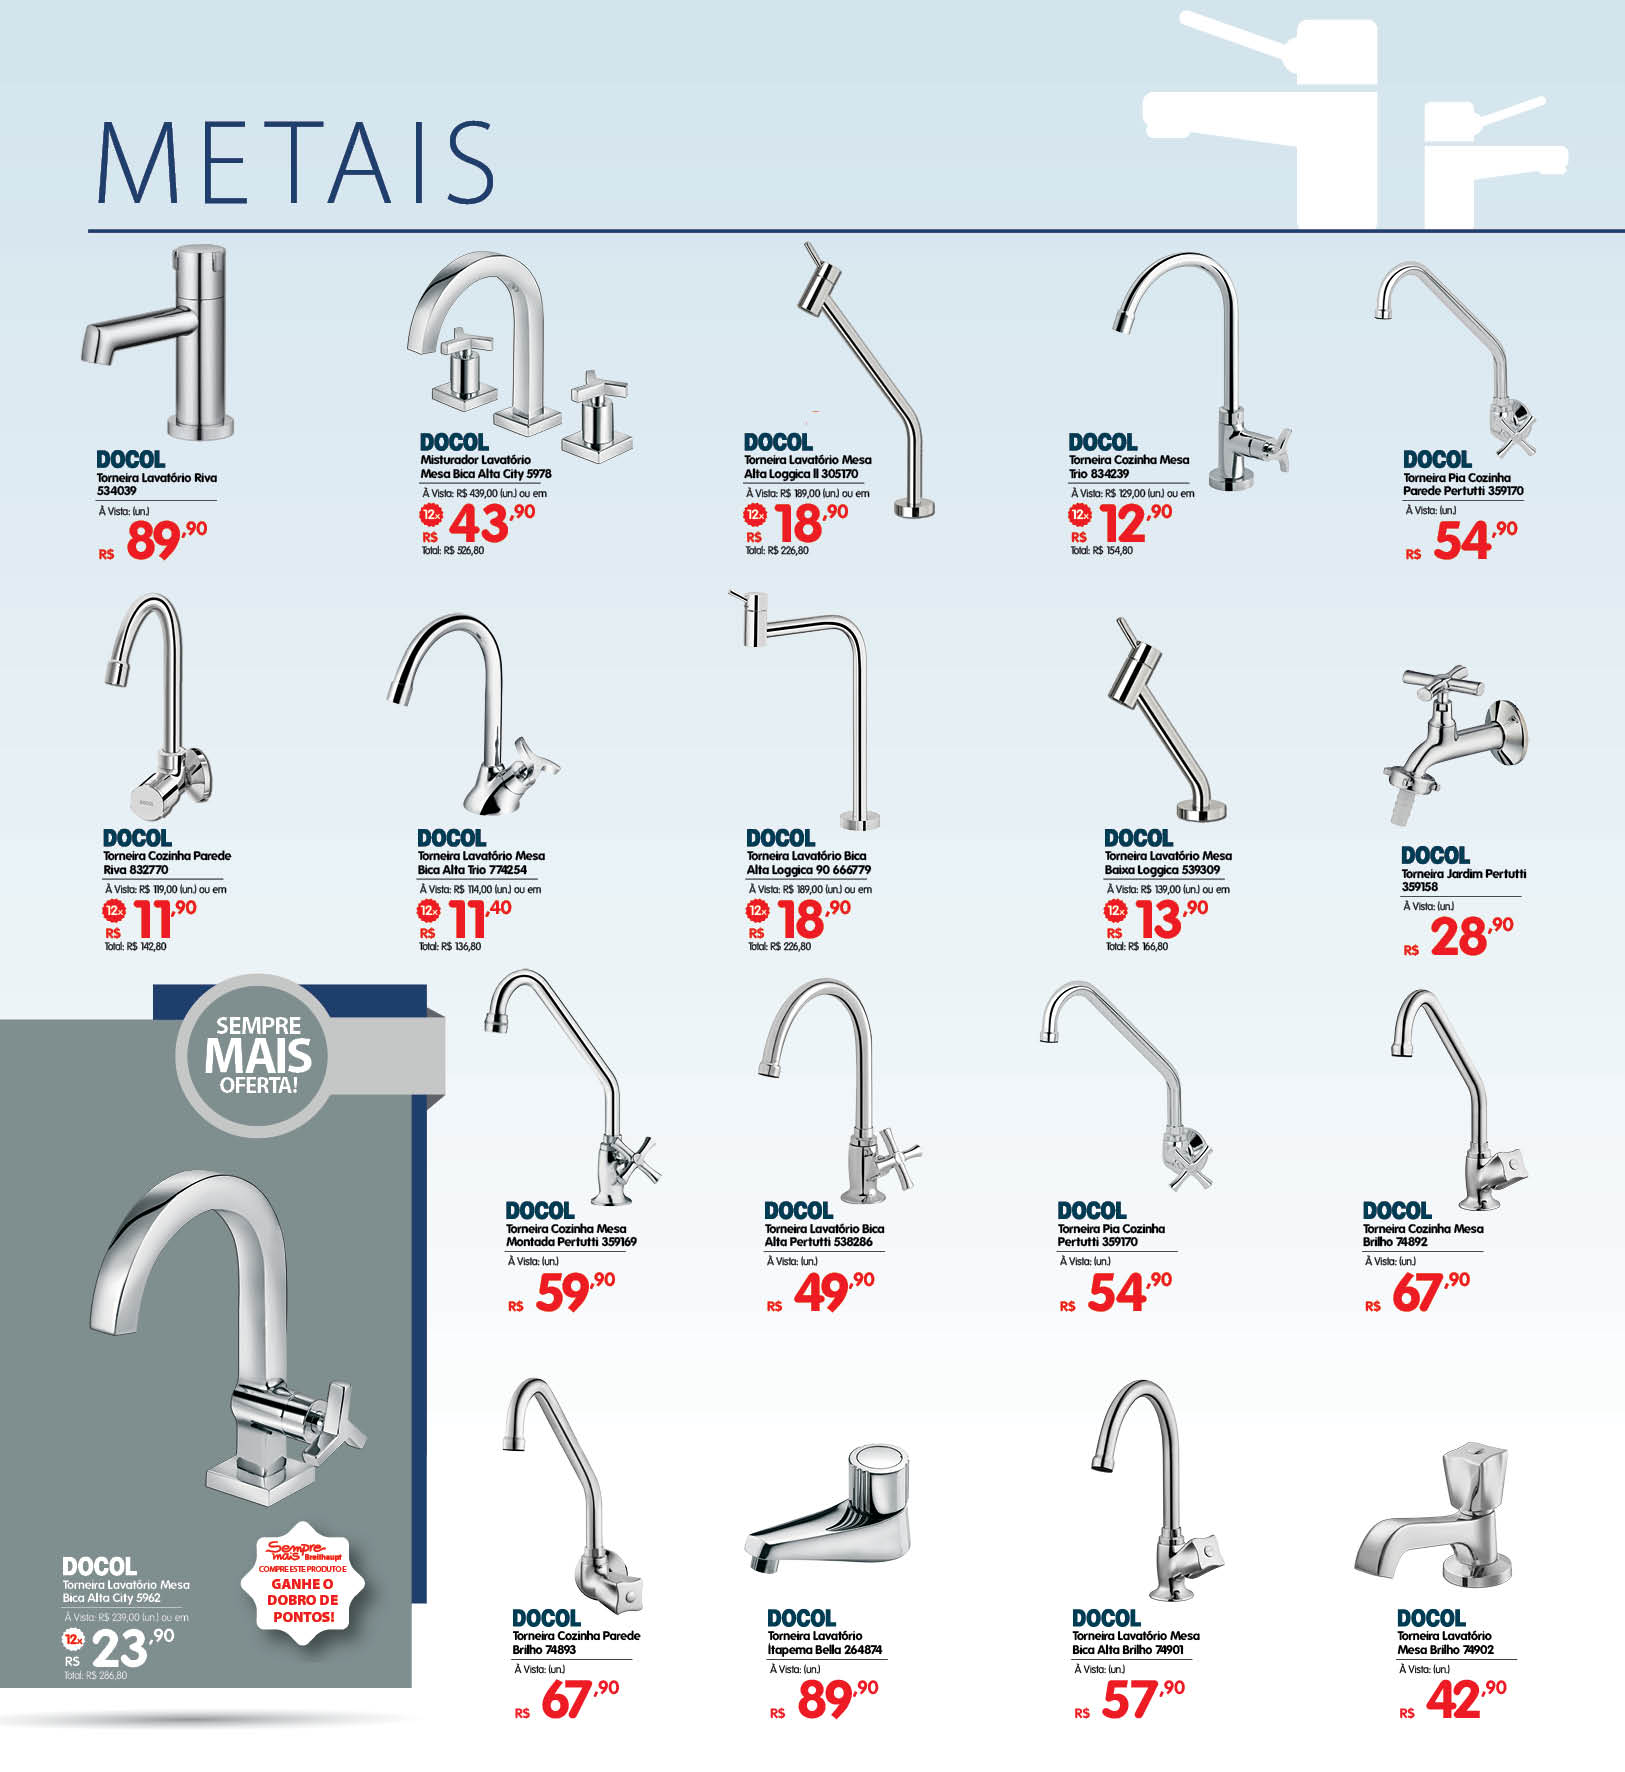 METAIS
DOCOL
Torneira Lavatório Riva
534039
À Vista: (un.)
R$ 89,90
DOCOL
Misturador Lavatório
Mesa Bica Alta City 5978
À Vista: R$ 439,00 (un.) ou em
12x
R$ 43,90
Total: R$ 526,80
DOCOL
Torneira Lavatório Mesa
Alta Loggica II 305170
À Vista: R$ 189,00 (un.) ou em
12x
R$ 18,90
Total: R$ 226,80
DOCOL
Torneira Cozinha Mesa
Trio 834239
À Vista: R$ 129,00 (un.) ou em
12x
R$ 12,90
Total: R$ 154,80
DOCOL
Torneira Pia Cozinha
Parede Pertutti 359170
À Vista: (un.)
R$ 54,90
DOCOL
DOCOL
Torneira Cozinha Parede
Riva 832770
À Vista: R$ 119,00 (un.) ou em
12x
R$ 11,90
Total: R$ 142,80
DOCOL
Torneira Lavatório Mesa
Bica Alta Trio 774254
À Vista: R$ 114,00 (un.) ou em
12x
R$ 11,40
Total: R$ 136,80
DOCOL
Torneira Lavatório Bica
Alta Loggica 90 666779
À Vista: R$ 189,00 (un.) ou em
12x
R$ 18,90
Total: R$ 226,80
DOCOL
Torneira Lavatório Mesa
Baixa Loggica 539309
À Vista: R$ 139,00 (un.) ou em
12x
R$ 13,90
Total: R$ 166,80
DOCOL
Torneira Jardim Pertutti
359158
À Vista: (un.)
R$ 28,90
SEMPRE
MAIS
OFERTA!
DOCOL
Torneira Lavatório Mesa
Bica Alta City 5962
À Vista: R$ 239,00 (un.) ou em
12x
R$ 23,90
Total: R$ 286,80
Sempre
mais Breithaupt
COMPRE ESTE PRODUTO E
GANHE O
DOBRO DE
PONTOS!
DOCOL
Torneira Cozinha Mesa
Montada Pertutti 359169
À Vista: (un.)
R$ 59,90
DOCOL
Torneira Lavatório Bica
Alta Pertutti 538286
À Vista: (un.)
R$ 49,90
DOCOL
Torneira Pia Cozinha
Pertutti 359170
À Vista: (un.)
R$ 54,90
DOCOL
Torneira Cozinha Mesa
Brilho 74892
À Vista: (un.)
R$ 67,90
DOCOL
Torneira Cozinha Parede
Brilho 74893
À Vista: (un.)
R$ 67,90
DOCOL
Torneira Lavatório
Itapema Bella 264874
À Vista: (un.)
R$ 89,90
DOCOL
Torneira Lavatório Mesa
Bica Alta Brilho 74901
À Vista: (un.)
R$ 57,90
DOCOL
Torneira Lavatório
Mesa Brilho 74902
À Vista: (un.)
R$ 42,90